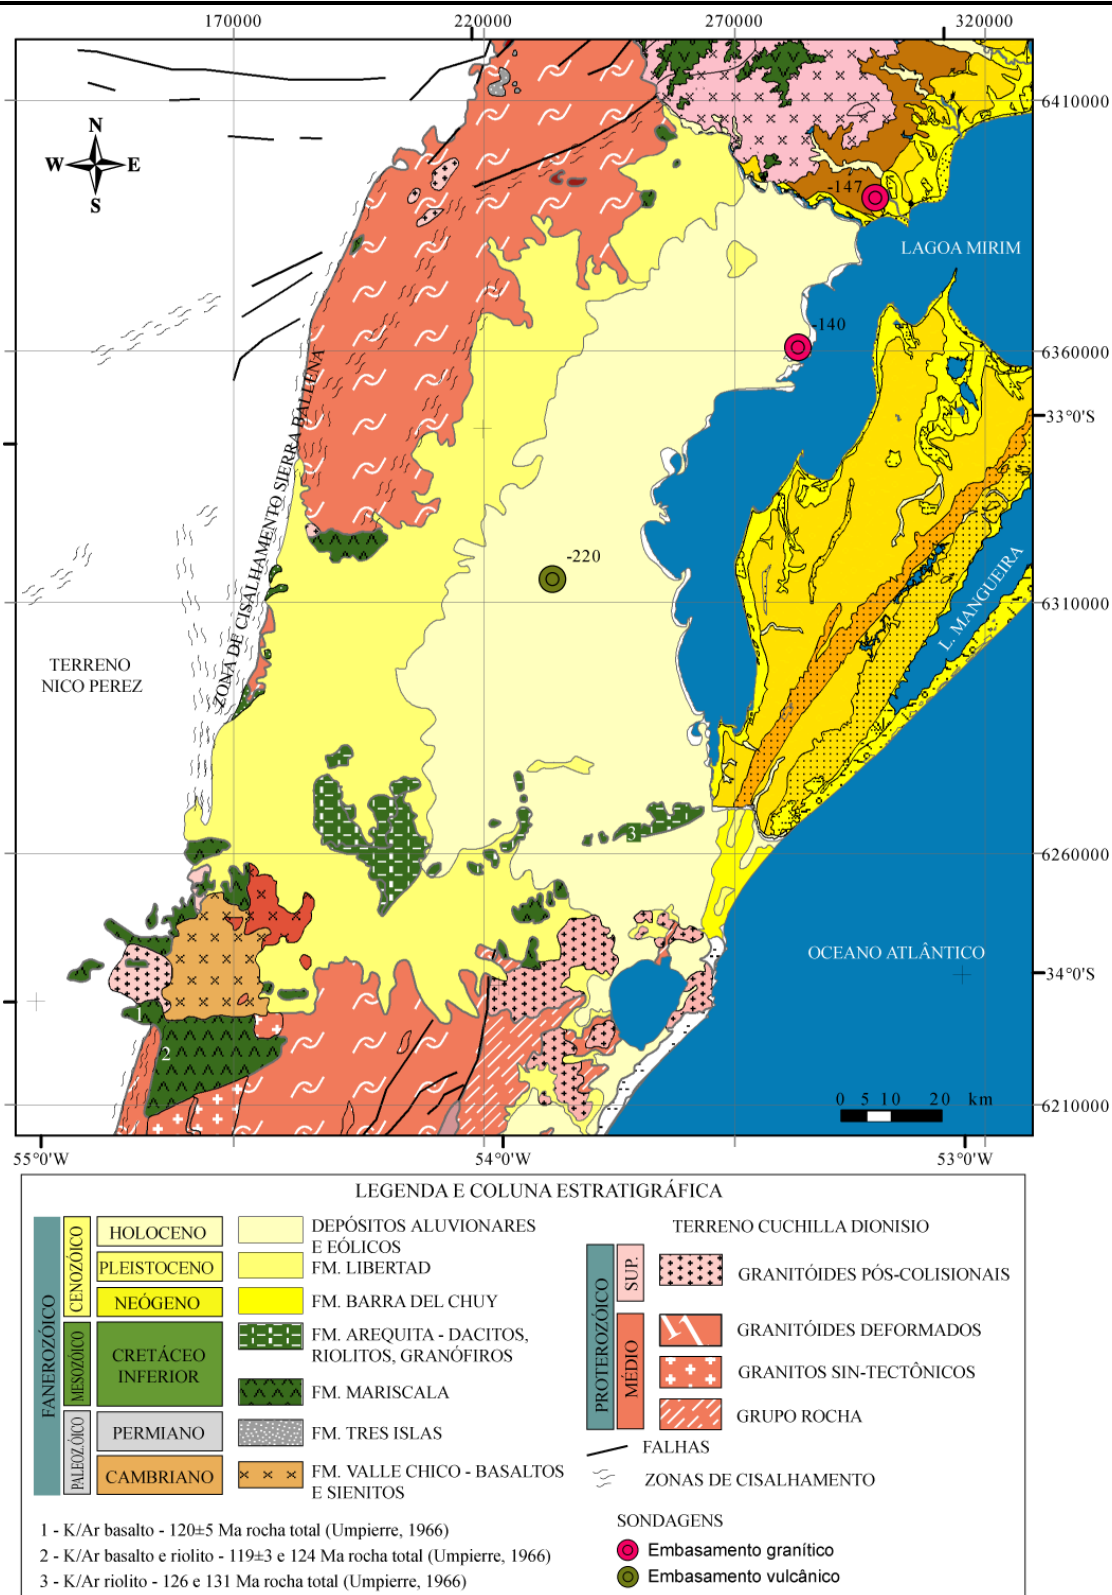 170000
220000
270000
320000
6410000
N
W
E
S
-147
LAGOA MIRIM
-140
6360000
33°0'S
ZONA DE CISALHAMENTO SIERRA BALLENA
-220
6310000
L. MANGUEIRA
TERRENO
NICO PEREZ
3
6260000
OCEANO ATLÂNTICO
34°0'S
1
2
0 5 10 20 km
6210000
55°0'W
54°0'W
53°0'W
LEGENDA E COLUNA ESTRATIGRÁFICA
FANEROZÓICO
CENOZÓICO
HOLOCENO
DEPÓSITOS ALUVIONARES
E EÓLICOS
PLEISTOCENO
FM. LIBERTAD
NEÓGENO
FM. BARRA DEL CHUY
MESOZÓICO
CRETÁCEO
INFERIOR
FM. AREQUITA - DACITOS,
RIOLITOS, GRANÓFIROS
FM. MARISCALA
PALEOZ.ÓICO
PERMIANO
FM. TRES ISLAS
CAMBRIANO
FM. VALLE CHICO - BASALTOS
E SIENITOS
TERRENO CUCHILLA DIONISIO
PROTEROZÓICO
SUP.
GRANITÓIDES PÓS-COLISIONAIS
MÉDIO
GRANITÓIDES DEFORMADOS
GRANITOS SIN-TECTÔNICOS
GRUPO ROCHA
FALHAS
ZONAS DE CISALHAMENTO
1 - K/Ar basalto - 120±5 Ma rocha total (Umpierre, 1966)
2 - K/Ar basalto e riolito - 119±3 e 124 Ma rocha total (Umpierre, 1966)
3 - K/Ar riolito - 126 e 131 Ma rocha total (Umpierre, 1966)
SONDAGENS
Embasamento granítico
Embasamento vulcânico